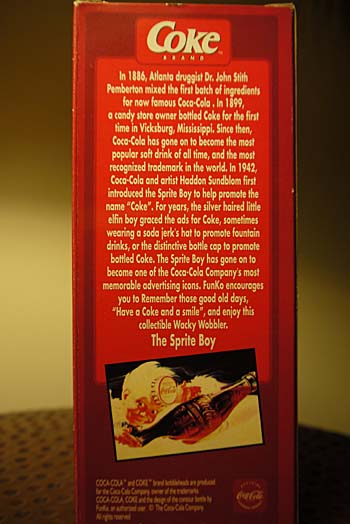 Coke
BRAND
In 1886, Atlanta druggist Dr. John Stith
Pemberton mixed the first batch of ingredients
for now famous Coca-Cola . In 1899,
a candy store owner bottled Coke for the first
time in Vicksburg, Mississippi. Since then,
Coca-Cola has gone on to become the most
popular soft drink of all time, and the most
recognized trademark in the world. In 1942,
Coca-Cola and artist Haddon Sundblom first
introduced the Sprite Boy to help promote the
name "Coke". For years, the silver haired little
elfin boy graced the ads for Coke, sometimes
wearing a soda jerk's hat to promote fountain
drinks, or the distinctive bottle cap to promote
bottled Coke. The Sprite Boy has gone on to
become one of the Coca-Cola Company's most
memorable advertising icons. FunKo encourages
you to Remember those good old days,
"Have a Coke and a smile", and enjoy this
collectible Wacky Wobbler.
The Sprite Boy
Coca-Cola
COCA-COLA™ and COKE™ brand bobbleheads are produced
for the Coca-Cola Company, owner of the trademarks
COCA-COLA, COKE and the design of the contour bottle by
FunKo, an authorized user. © The Coca-Cola Company.
All rights reserved
Coca-Cola